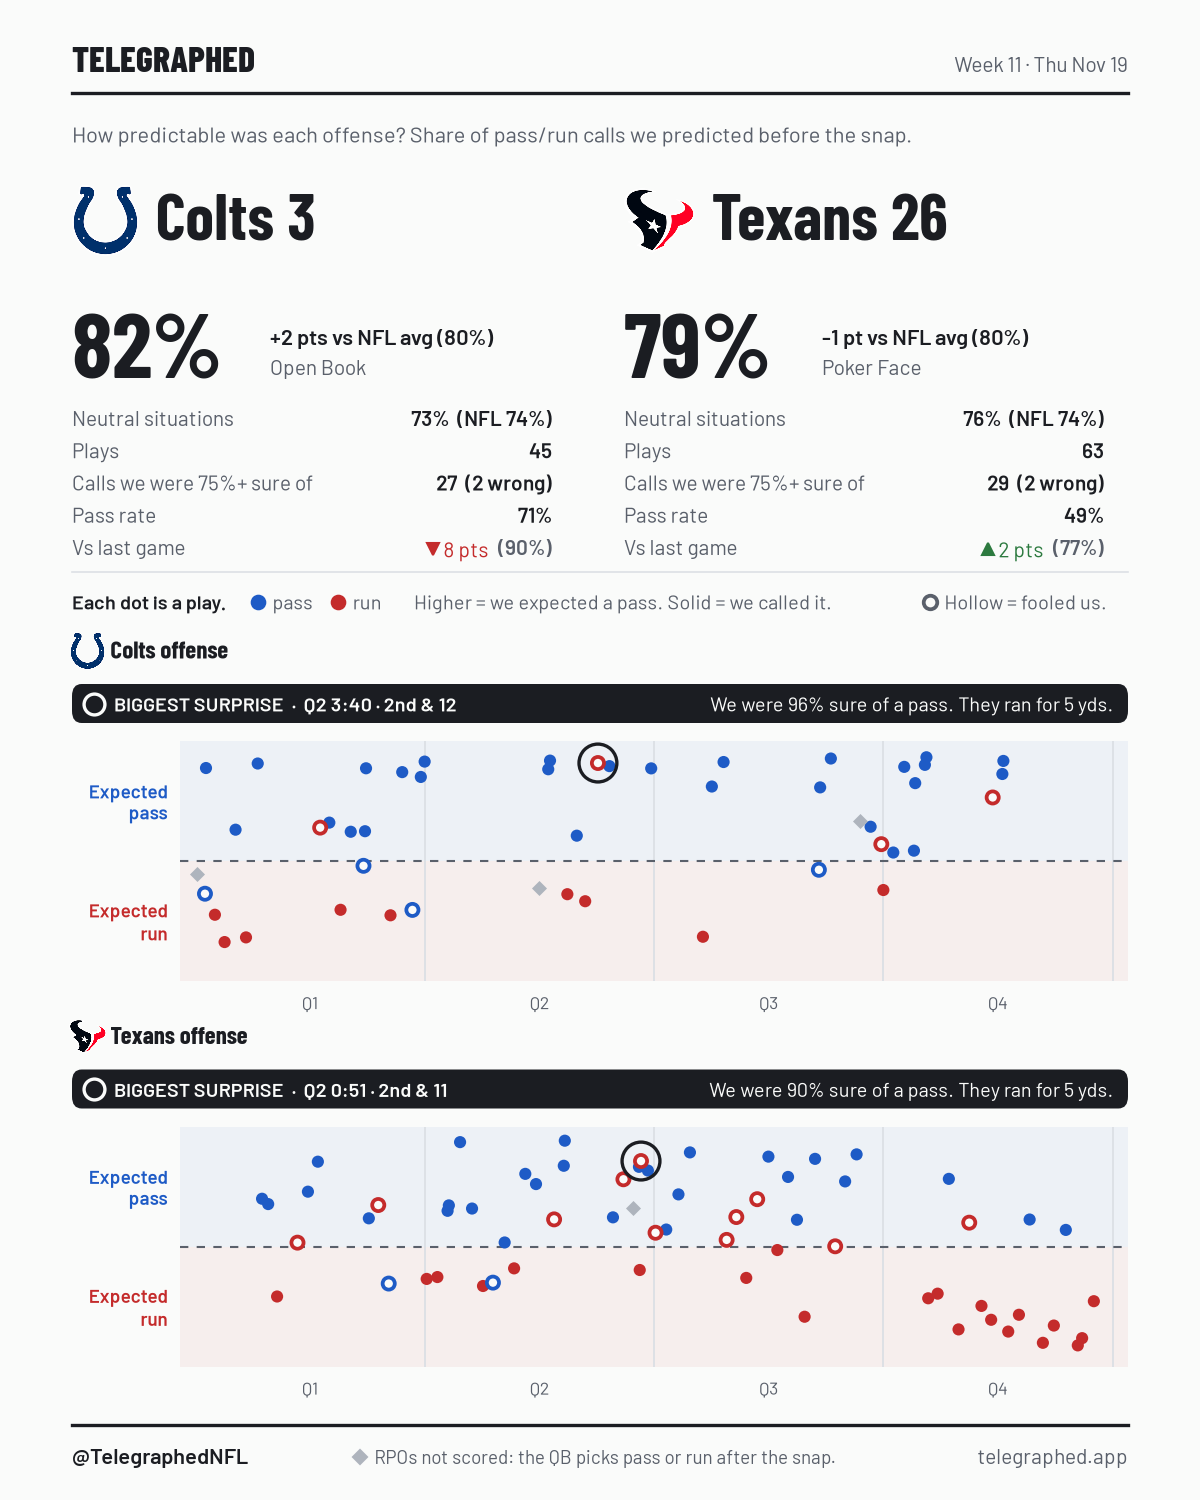 TELEGRAPHED
Week 11 · Thu Nov 19
How predictable was each offense? Share of pass/run calls we predicted before the snap.
Colts 3
82%
+2 pts vs NFL avg (80%)
Open Book
Neutral situations 73% (NFL 74%)
Plays 45
Calls we were 75%+ sure of 27 (2 wrong)
Pass rate 71%
Vs last game ▼8 pts (90%)
Texans 26
79%
-1 pt vs NFL avg (80%)
Poker Face
Neutral situations 76% (NFL 74%)
Plays 63
Calls we were 75%+ sure of 29 (2 wrong)
Pass rate 49%
Vs last game ▲2 pts (77%)
Each dot is a play. pass run Higher = we expected a pass. Solid = we called it. Hollow = fooled us.
Colts offense
BIGGEST SURPRISE · Q2 3:40 · 2nd & 12 We were 96% sure of a pass. They ran for 5 yds.
Expected
pass
Expected
run
Q1 Q2 Q3 Q4
Texans offense
BIGGEST SURPRISE · Q2 0:51 · 2nd & 11 We were 90% sure of a pass. They ran for 5 yds.
Expected
pass
Expected
run
Q1 Q2 Q3 Q4
@TelegraphedNFL RPOs not scored: the QB picks pass or run after the snap. telegraphed.app